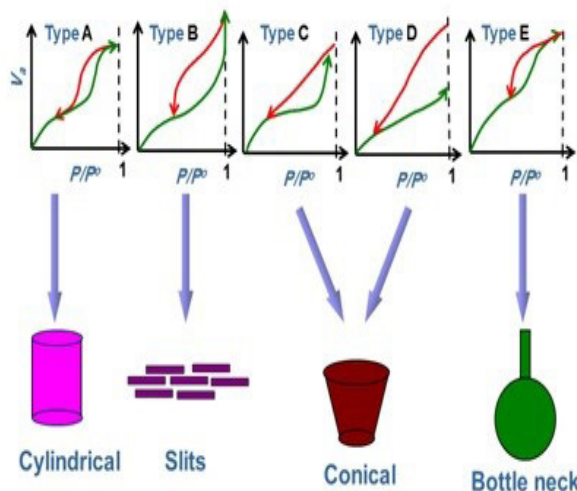 Type A
Type B
Type C
Type D
Type E
Va
P/P⁰ 1
P/P⁰ 1
P/P⁰ 1
P/P⁰ 1
P/P⁰ 1
Cylindrical
Slits
Conical
Bottle neck